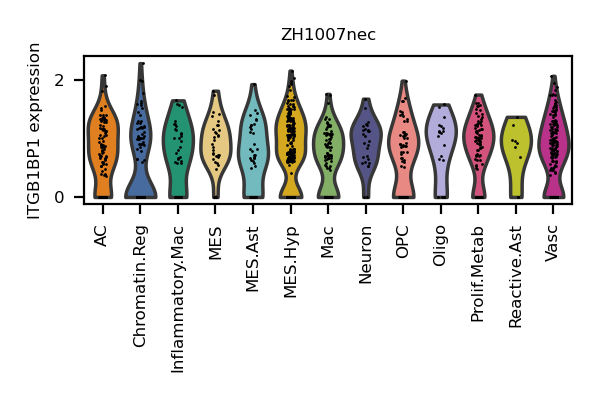 ZH1007nec
ITGB1BP1 expression
2
0
AC
Chromatin.Reg
Inflammatory.Mac
MES
MES.Ast
MES.Hyp
Mac
Neuron
OPC
Oligo
Prolif.Metab
Reactive.Ast
Vasc